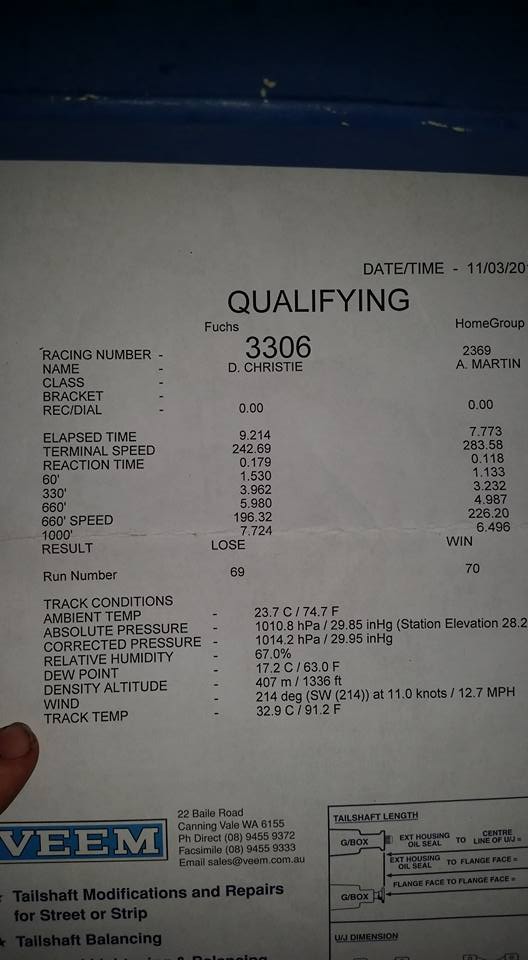 DATE/TIME - 11/03/20
QUALIFYING
Fuchs HomeGroup
RACING NUMBER - 3306 2369
NAME - D. CHRISTIE A. MARTIN
CLASS -
BRACKET -
REC/DIAL - 0.00 0.00
ELAPSED TIME 9.214 7.773
TERMINAL SPEED 242.69 283.58
REACTION TIME 0.179 0.118
60' 1.530 1.133
330' 3.962 3.232
660' 5.980 4.987
660' SPEED 196.32 226.20
1000' 7.724 6.496
RESULT LOSE WIN
Run Number 69 70
TRACK CONDITIONS
AMBIENT TEMP - 23.7 C / 74.7 F
ABSOLUTE PRESSURE - 1010.8 hPa / 29.85 inHg (Station Elevation 28.2
CORRECTED PRESSURE - 1014.2 hPa / 29.95 inHg
RELATIVE HUMIDITY - 67.0%
DEW POINT - 17.2 C / 63.0 F
DENSITY ALTITUDE - 407 m / 1336 ft
WIND - 214 deg (SW (214)) at 11.0 knots / 12.7 MPH
TRACK TEMP - 32.9 C / 91.2 F
VEEM
22 Baile Road
Canning Vale WA 6155
Ph Direct (08) 9455 9372
Facsimile (08) 9455 9333
Email sales@veem.com.au
Tailshaft Modifications and Repairs
for Street or Strip
Tailshaft Balancing
TAILSHAFT LENGTH
G/BOX EXT HOUSING OIL SEAL TO CENTRE LINE OF U/J =
EXT HOUSING OIL SEAL TO FLANGE FACE =
G/BOX FLANGE FACE TO FLANGE FACE =
U/J DIMENSION